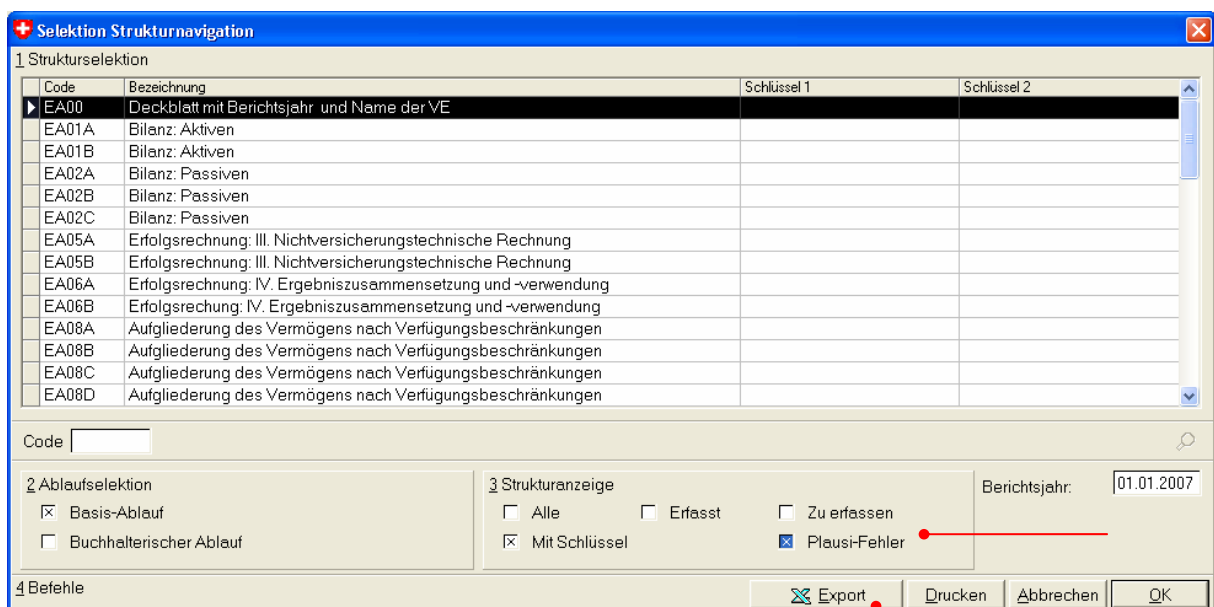 Selektion Strukturnavigation
1 Strukturselektion
Code Bezeichnung Schlüssel 1 Schlüssel 2
EA00 Deckblatt mit Berichtsjahr und Name der VE
EA01A Bilanz: Aktiven
EA01B Bilanz: Aktiven
EA02A Bilanz: Passiven
EA02B Bilanz: Passiven
EA02C Bilanz: Passiven
EA05A Erfolgsrechnung: III. Nichtversicherungstechnische Rechnung
EA05B Erfolgsrechnung: III. Nichtversicherungstechnische Rechnung
EA06A Erfolgsrechnung: IV. Ergebniszusammensetzung und -verwendung
EA06B Erfolgsrechung: IV. Ergebniszusammensetzung und -verwendung
EA08A Aufgliederung des Vermögens nach Verfügungsbeschränkungen
EA08B Aufgliederung des Vermögens nach Verfügungsbeschränkungen
EA08C Aufgliederung des Vermögens nach Verfügungsbeschränkungen
EA08D Aufgliederung des Vermögens nach Verfügungsbeschränkungen
Code
2 Ablaufselektion 3 Strukturanzeige Berichtsjahr: 01.01.2007
Basis-Ablauf Alle Erfasst Zu erfassen
Buchhalterischer Ablauf Mit Schlüssel Plausi-Fehler
4 Befehle Export Drucken Abbrechen OK